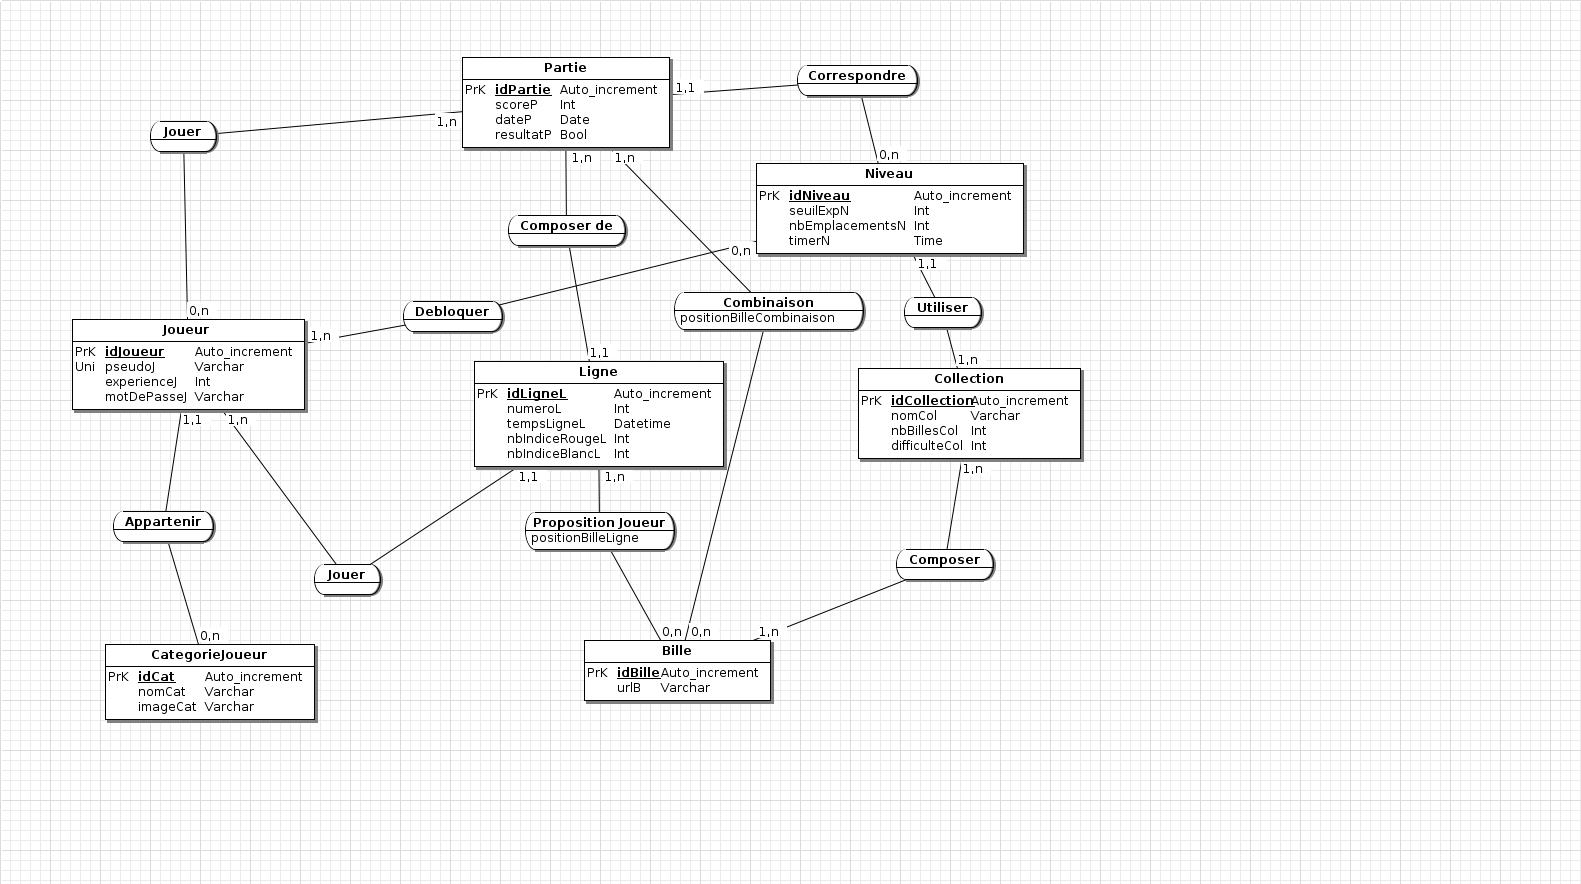 Partie
PrK idPartie Auto_increment
scoreP Int
dateP Date
resultatP Bool
1,1
Correspondre
1,n
Jouer
1,n
1,n
0,n
Niveau
PrK idNiveau Auto_increment
seuilExpN Int
nbEmplacementsN Int
timerN Time
Composer de
0,n
1,1
Combinaison
positionBilleCombinaison
Utiliser
Debloquer
0,n
1,n
Joueur
PrK idJoueur Auto_increment
Uni pseudoJ Varchar
experienceJ Int
motDePasseJ Varchar
1,1
Ligne
PrK idLigneL Auto_increment
numeroL Int
tempsLigneL Datetime
nbIndiceRougeL Int
nbIndiceBlancL Int
1,n
Collection
PrK idCollection Auto_increment
nomCol Varchar
nbBillesCol Int
difficulteCol Int
1,1
1,n
1,1
1,n
1,n
Appartenir
Proposition Joueur
positionBilleLigne
Jouer
Composer
0,n
0,n
0,n
1,n
CategorieJoueur
PrK idCat Auto_increment
nomCat Varchar
imageCat Varchar
Bille
PrK idBille Auto_increment
urlB Varchar